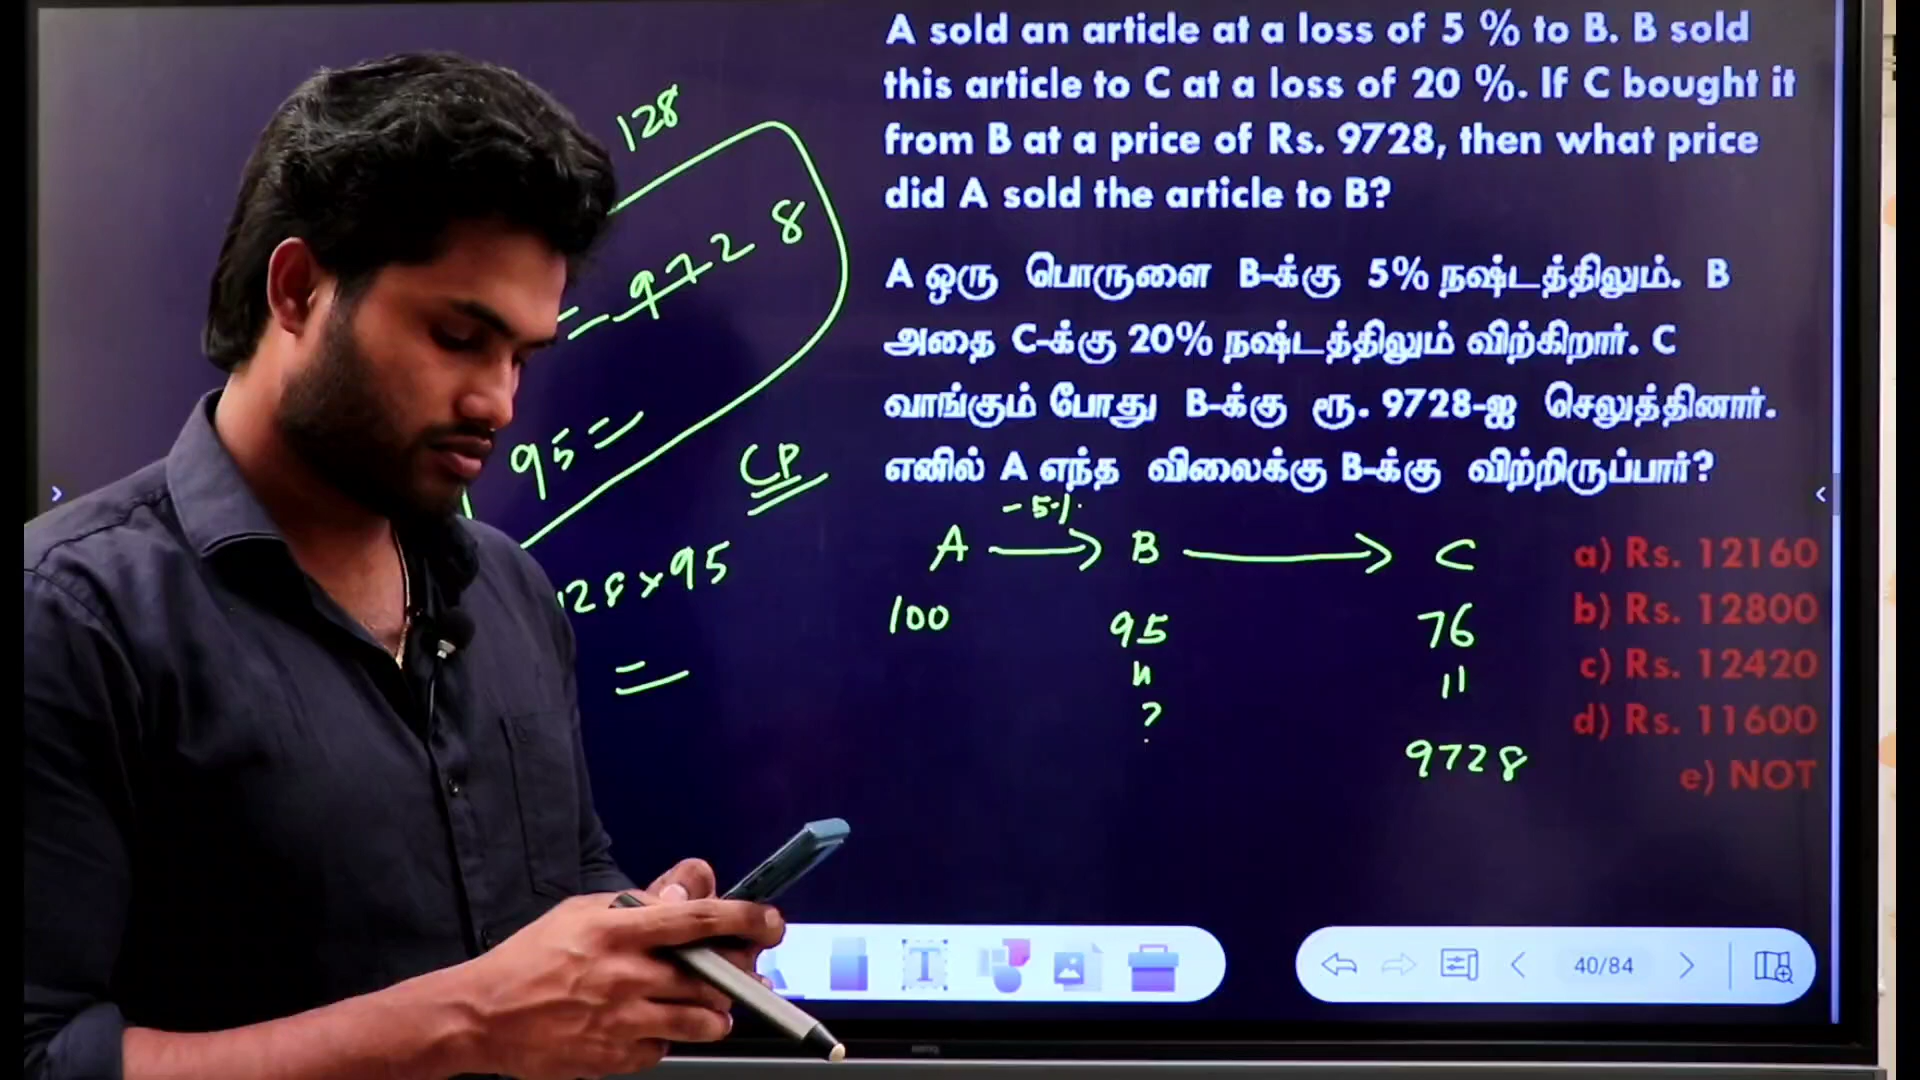 A sold an article at a loss of 5 % to B. B sold
this article to C at a loss of 20 %. If C bought it
from B at a price of Rs. 9728, then what price
did A sold the article to B?
A ஒரு பொருளை B-க்கு 5% நஷ்டத்திலும். B
அதை C-க்கு 20% நஷ்டத்திலும் விற்கிறார். C
வாங்கும் போது B-க்கு ரூ. 9728-ஐ செலுத்தினார்.
எனில் A எந்த விலைக்கு B-க்கு விற்றிருப்பார்?
128
= 9728
95 =
CP
128 x 95
=
- 5%.
A → B → C
100 95 76
11 11
?
9728
a) Rs. 12160
b) Rs. 12800
c) Rs. 12420
d) Rs. 11600
e) NOT
40/84